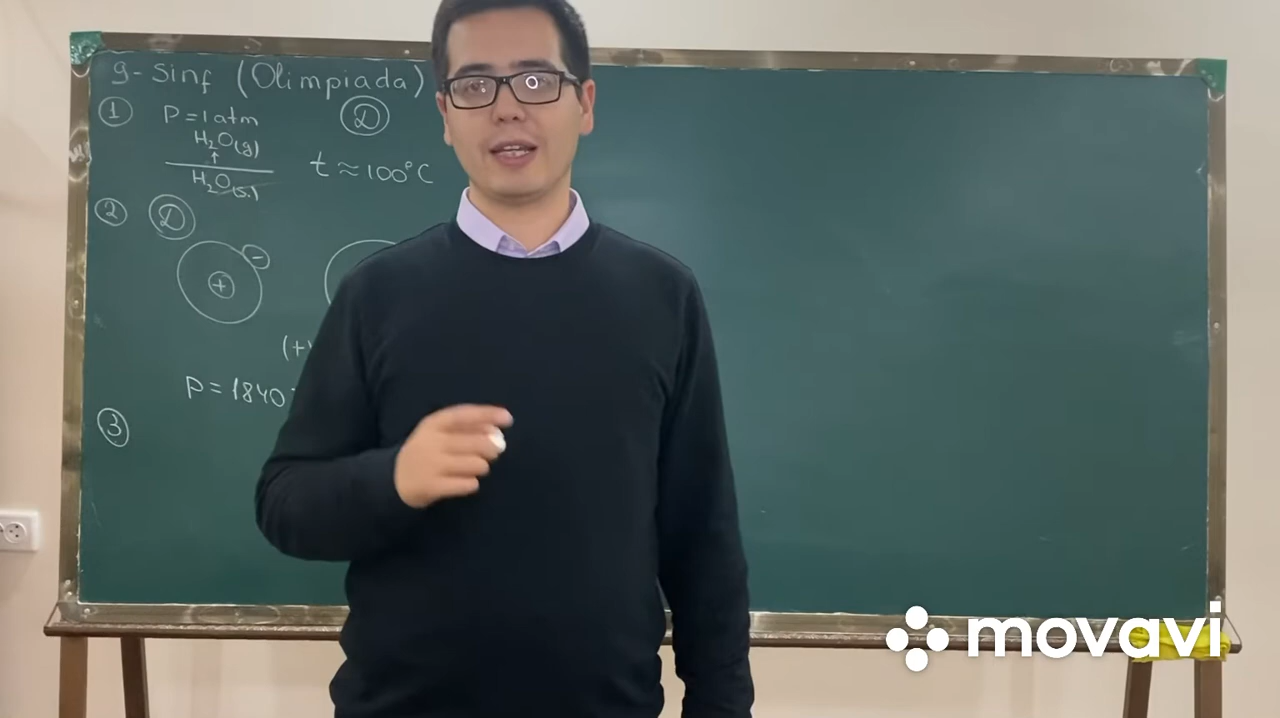 9-Sinf (Olimpiada)
① P=1atm Ⓓ
H₂O(g)
↑
H₂O(s.)
t≈100°C
② Ⓓ
+ -
(+)
P=1840
③
movavi